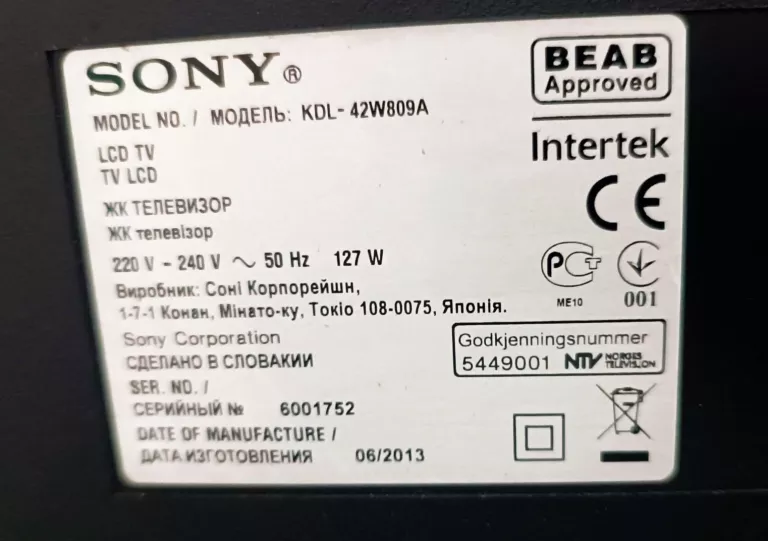 SONY®
BEAB
Approved
MODEL NO. / МОДЕЛЬ: KDL- 42W809A
Intertek
LCD TV
TV LCD
CE
ЖК ТЕЛЕВИЗОР
ЖК телевізор
220 V - 240 V ~ 50 Hz 127 W
PCT
ME10
001
Виробник: Соні Корпорейшн,
1-7-1 Конан, Мінато-ку, Токіо 108-0075, Японія.
Sony Corporation
СДЕЛАНО В СЛОВАКИИ
Godkjenningsnummer
5449001 NTV NORGES TELEVISJON
SER. NO. /
СЕРИЙНЫЙ № 6001752
DATE OF MANUFACTURE /
ДАТА ИЗГОТОВЛЕНИЯ 06/2013